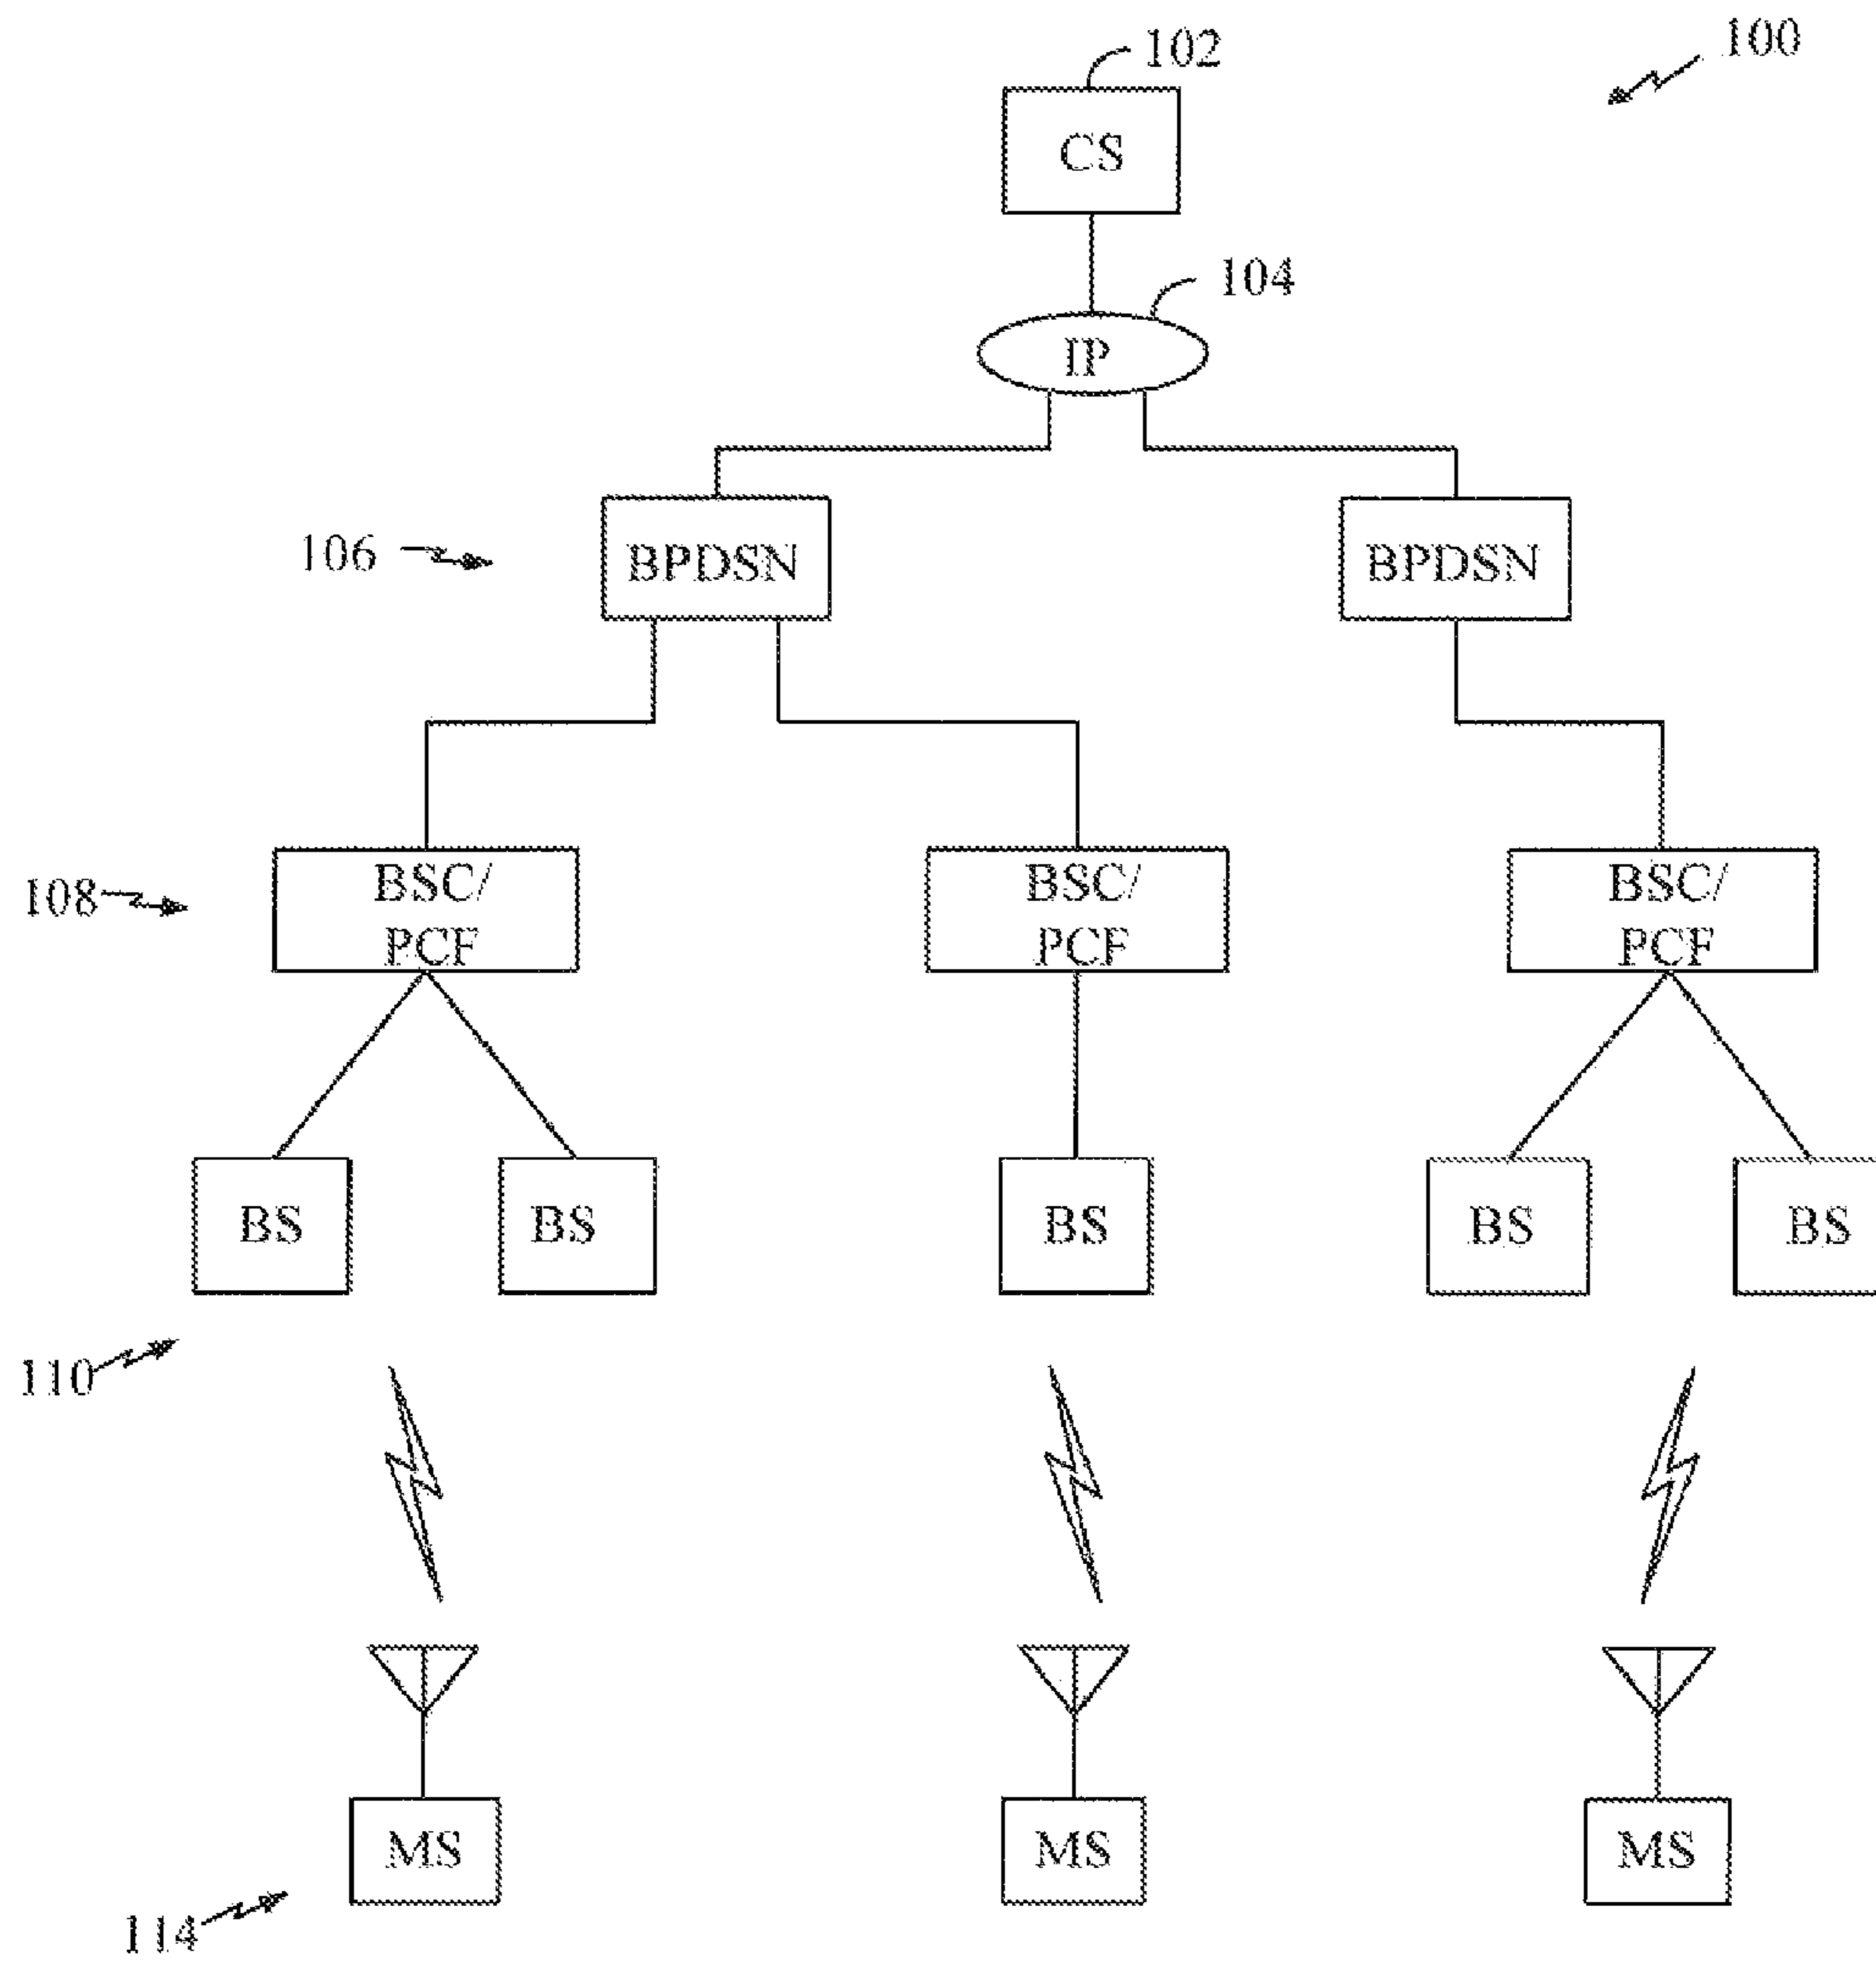 102
100
CS
104
IP
106
BPDSN
BPDSN
108
BSC/
PCF
BSC/
PCF
BSC/
PCF
BS
BS
BS
BS
BS
110
MS
MS
MS
114